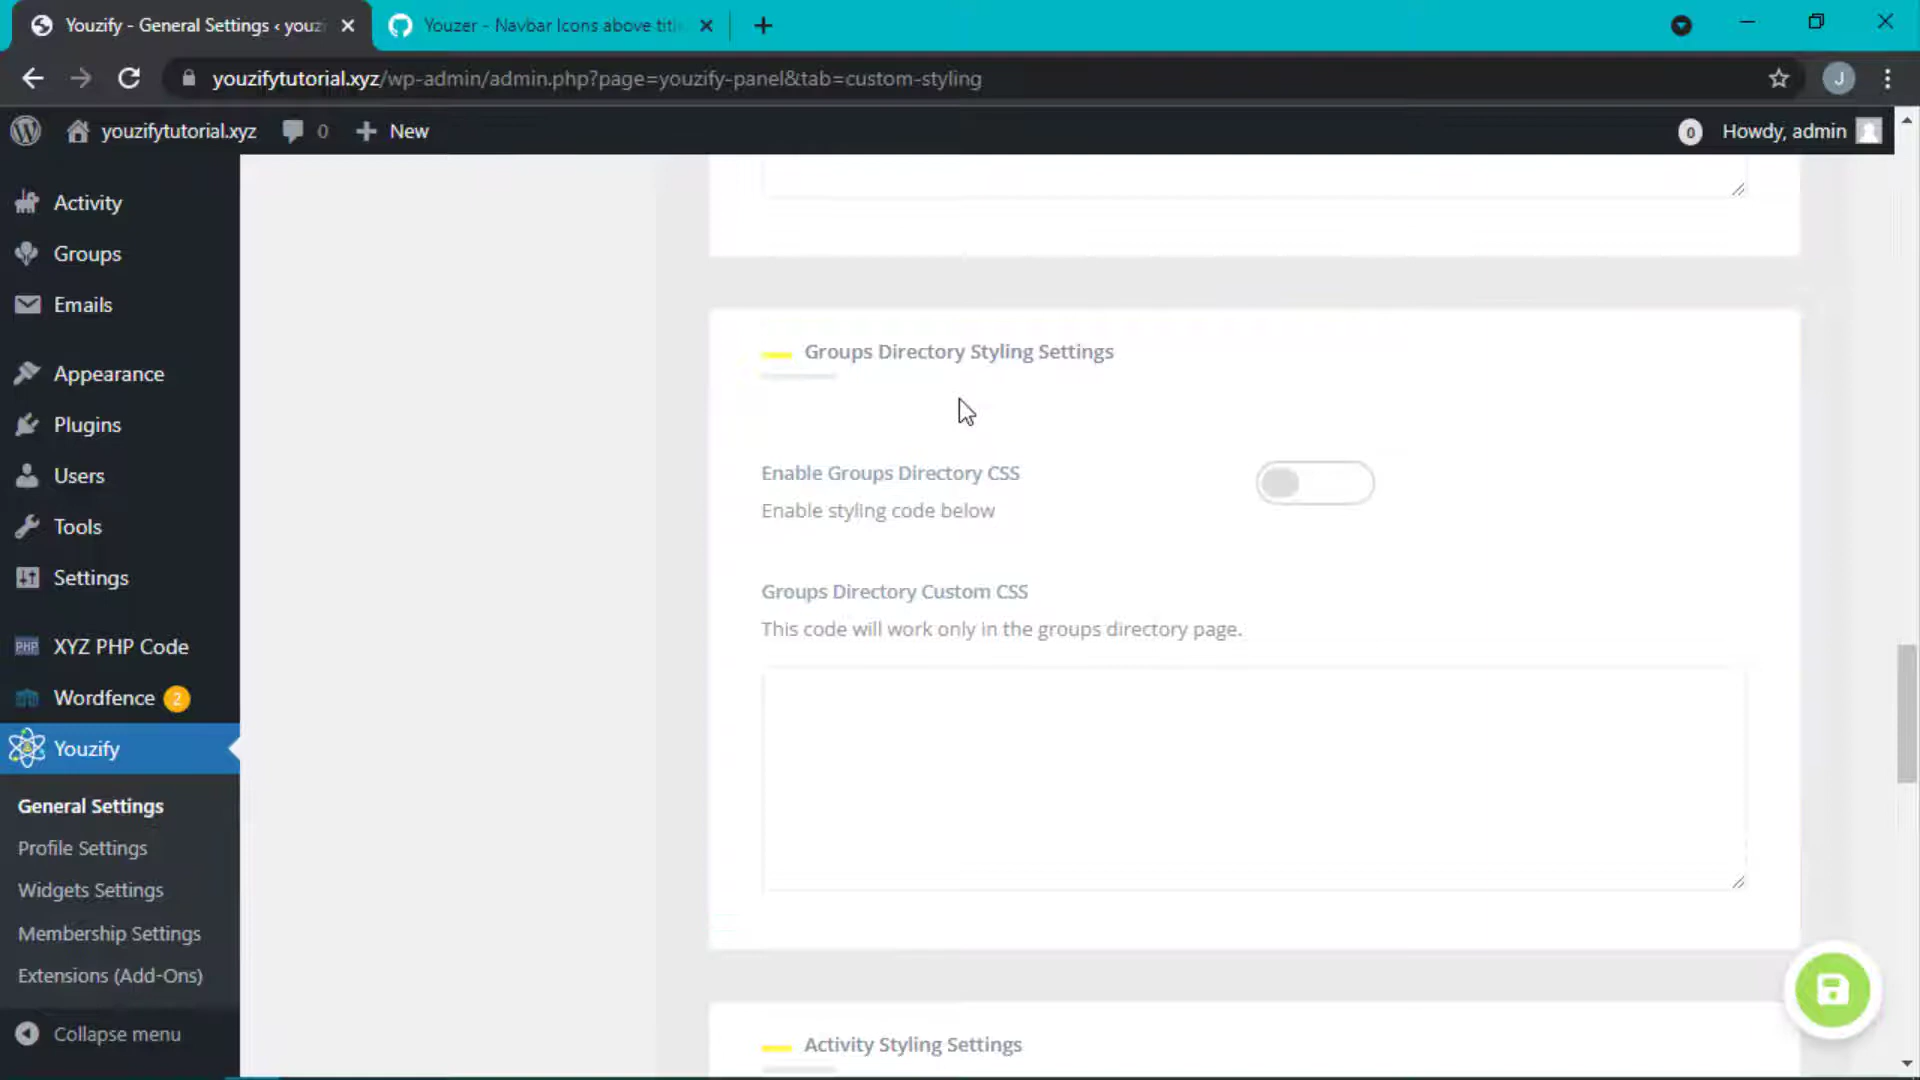 Youzify - General Settings ‹ youzi
Youzer - Navbar Icons above titl
youzifytutorial.xyz/wp-admin/admin.php?page=youzify-panel&tab=custom-styling
J
youzifytutorial.xyz
0
New
0
Howdy, admin
Activity
Groups
Emails
Appearance
Plugins
Users
Tools
Settings
PHP
XYZ PHP Code
Wordfence
2
Youzify
General Settings
Profile Settings
Widgets Settings
Membership Settings
Extensions (Add-Ons)
Collapse menu
Groups Directory Styling Settings
Enable Groups Directory CSS
Enable styling code below
Groups Directory Custom CSS
This code will work only in the groups directory page.
Activity Styling Settings